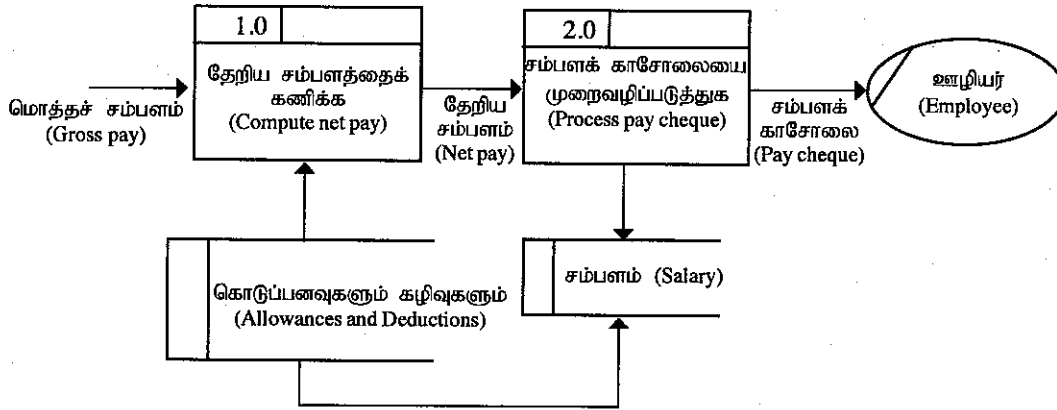 1.0
தேறிய சம்பளத்தைக்
கணிக்க
(Compute net pay)
2.0
சம்பளக் காசோலையை
முறைவழிப்படுத்துக
(Process pay cheque)
ஊழியர்
(Employee)
மொத்தச் சம்பளம்
(Gross pay)
தேறிய
சம்பளம்
(Net pay)
சம்பளக்
காசோலை
(Pay cheque)
கொடுப்பனவுகளும் கழிவுகளும்
(Allowances and Deductions)
சம்பளம் (Salary)